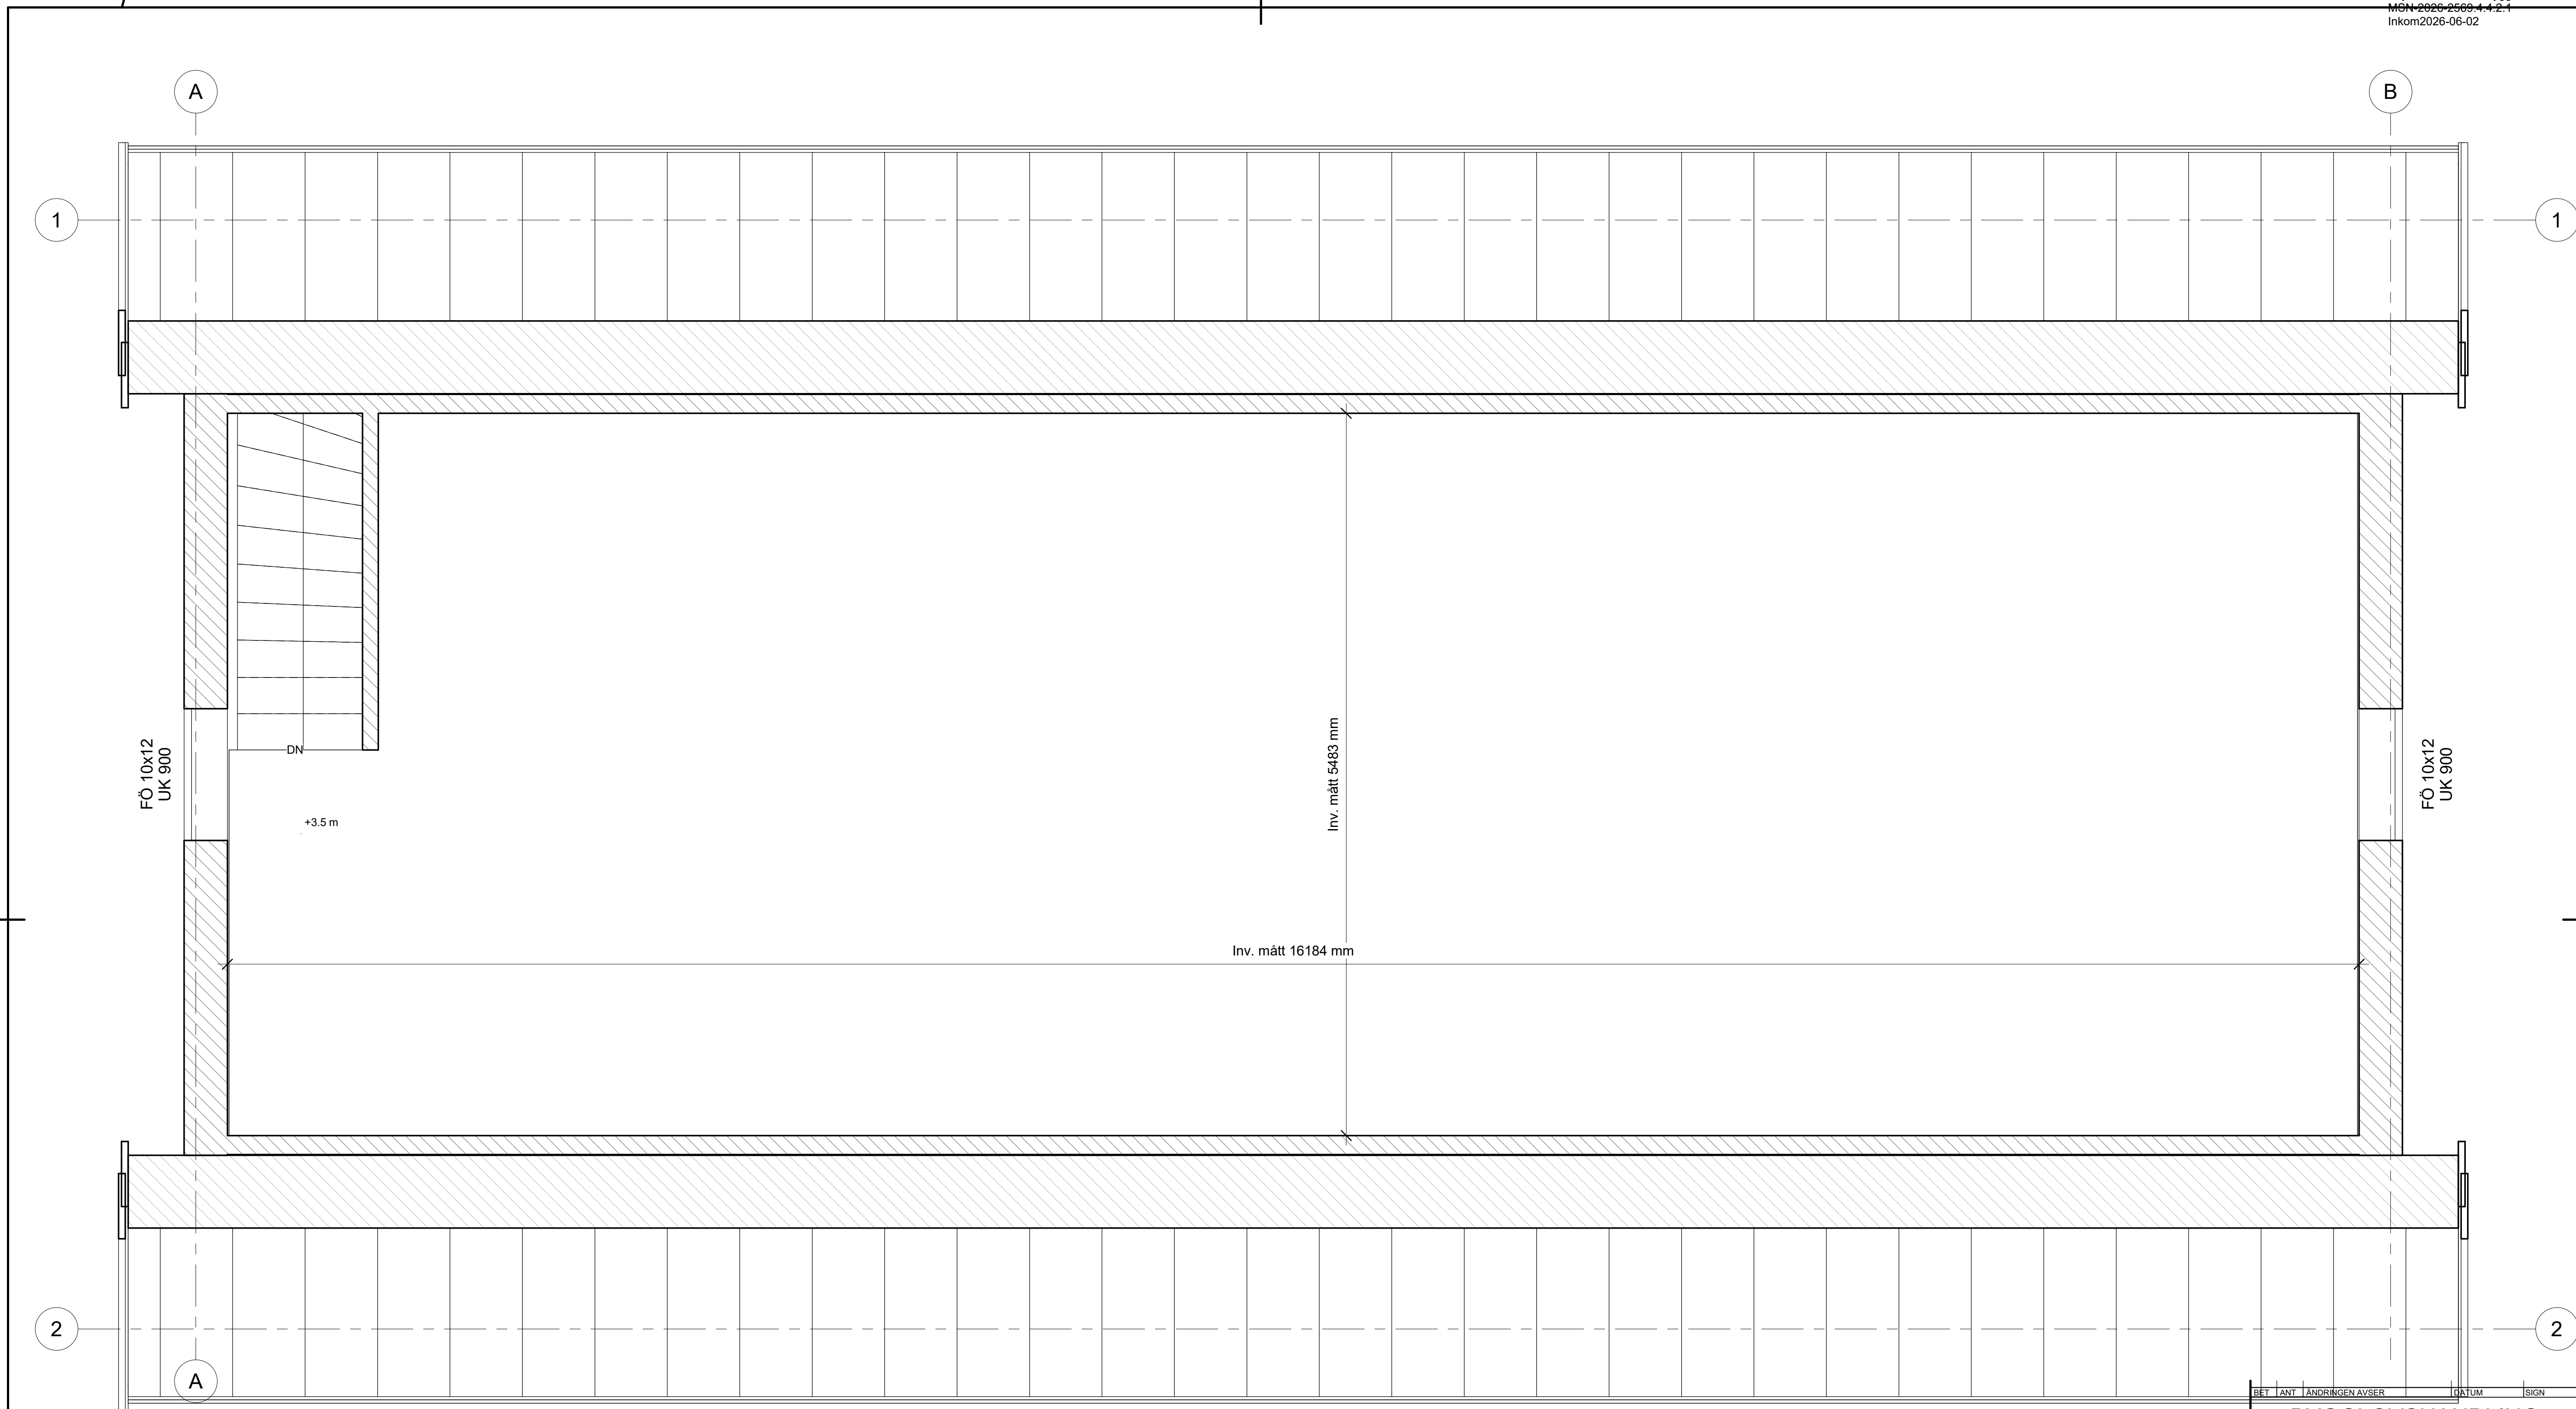 MSN-2026-2569.4.4.2.1
Inkom2026-06-02
A
B
1
1
FÖ 10x12
UK 900
DN
+3.5 m
Inv. mått 5483 mm
Inv. mått 16184 mm
FÖ 10x12
UK 900
2
2
A
BET ANT ÄNDRINGEN AVSER DATUM SIGN